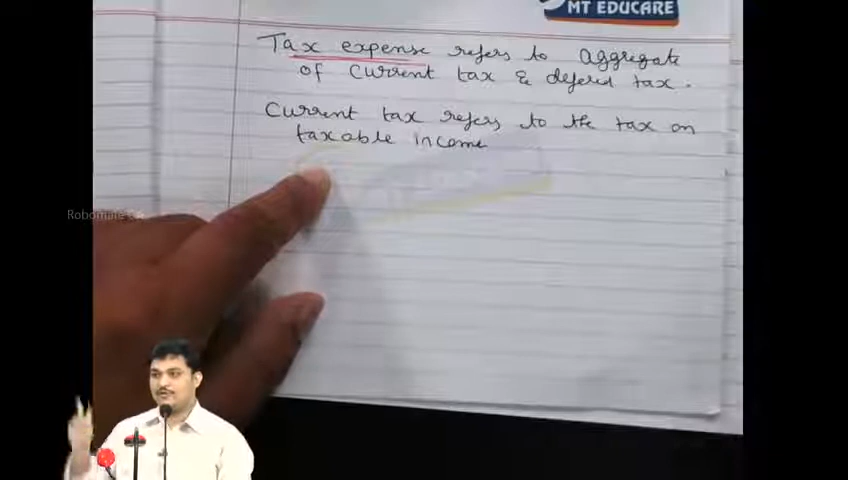 MT EDUCARE
Tax expense refers to aggregate
of current tax & defered tax.
Current tax refers to the tax on
taxable income